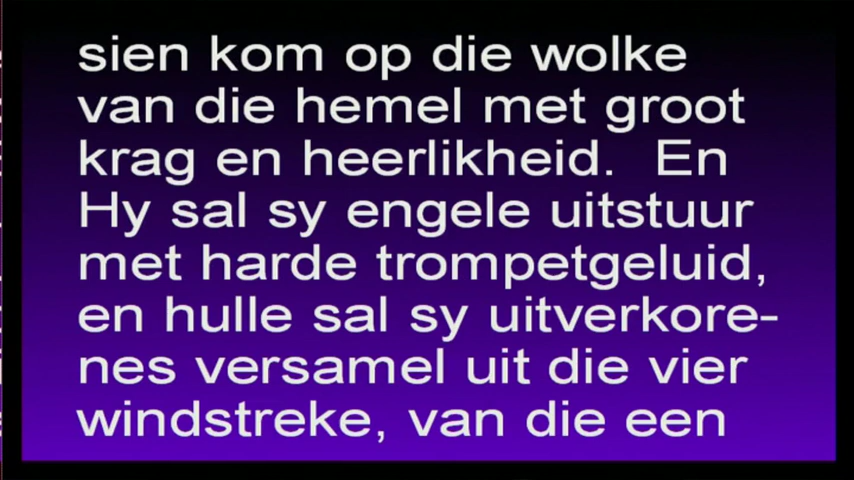 sien kom op die wolke
van die hemel met groot
krag en heerlikheid.  En
Hy sal sy engele uitstuur
met harde trompetgeluid,
en hulle sal sy uitverkore-
nes versamel uit die vier
windstreke, van die een